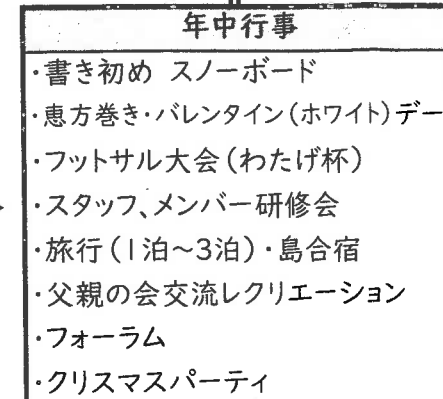 年中行事
・書き初め スノーボード
・恵方巻き・バレンタイン(ホワイト)デー
・フットサル大会(わたげ杯)
・スタッフ、メンバー研修会
・旅行(1泊~3泊)・島合宿
・父親の会交流レクリエーション
・フォーラム
・クリスマスパーティ